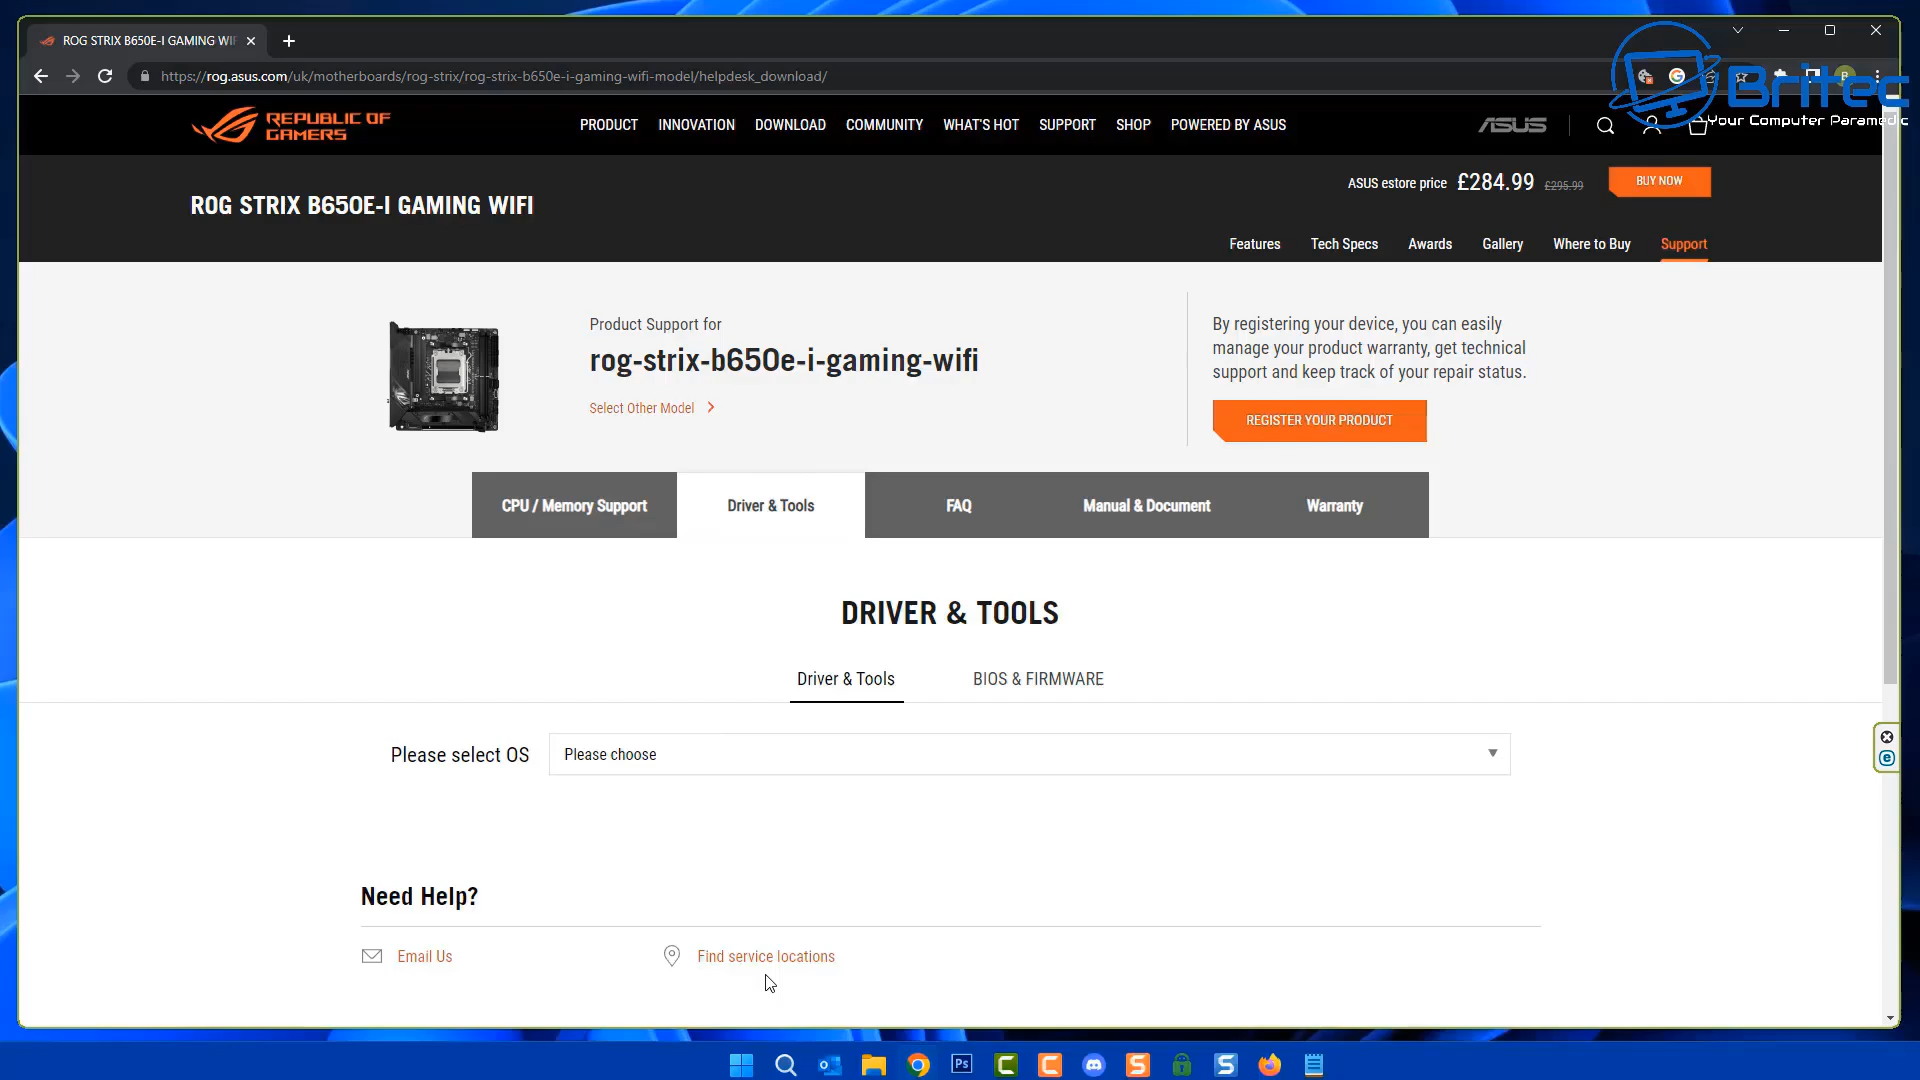 ROG STRIX B650E-I GAMING WIF
https://rog.asus.com/uk/motherboards/rog-strix/rog-strix-b650e-i-gaming-wifi-model/helpdesk_download/
Britec
Your Computer Paramedic
REPUBLIC OF
GAMERS
PRODUCT INNOVATION DOWNLOAD COMMUNITY WHAT'S HOT SUPPORT SHOP POWERED BY ASUS
ASUS
ASUS estore price £284.99 £295.99 BUY NOW
ROG STRIX B650E-I GAMING WIFI
Features Tech Specs Awards Gallery Where to Buy Support
Product Support for
rog-strix-b650e-i-gaming-wifi
Select Other Model
By registering your device, you can easily
manage your product warranty, get technical
support and keep track of your repair status.
REGISTER YOUR PRODUCT
CPU / Memory Support Driver & Tools FAQ Manual & Document Warranty
DRIVER & TOOLS
Driver & Tools BIOS & FIRMWARE
Please select OS Please choose
Need Help?
Email Us Find service locations
Ps